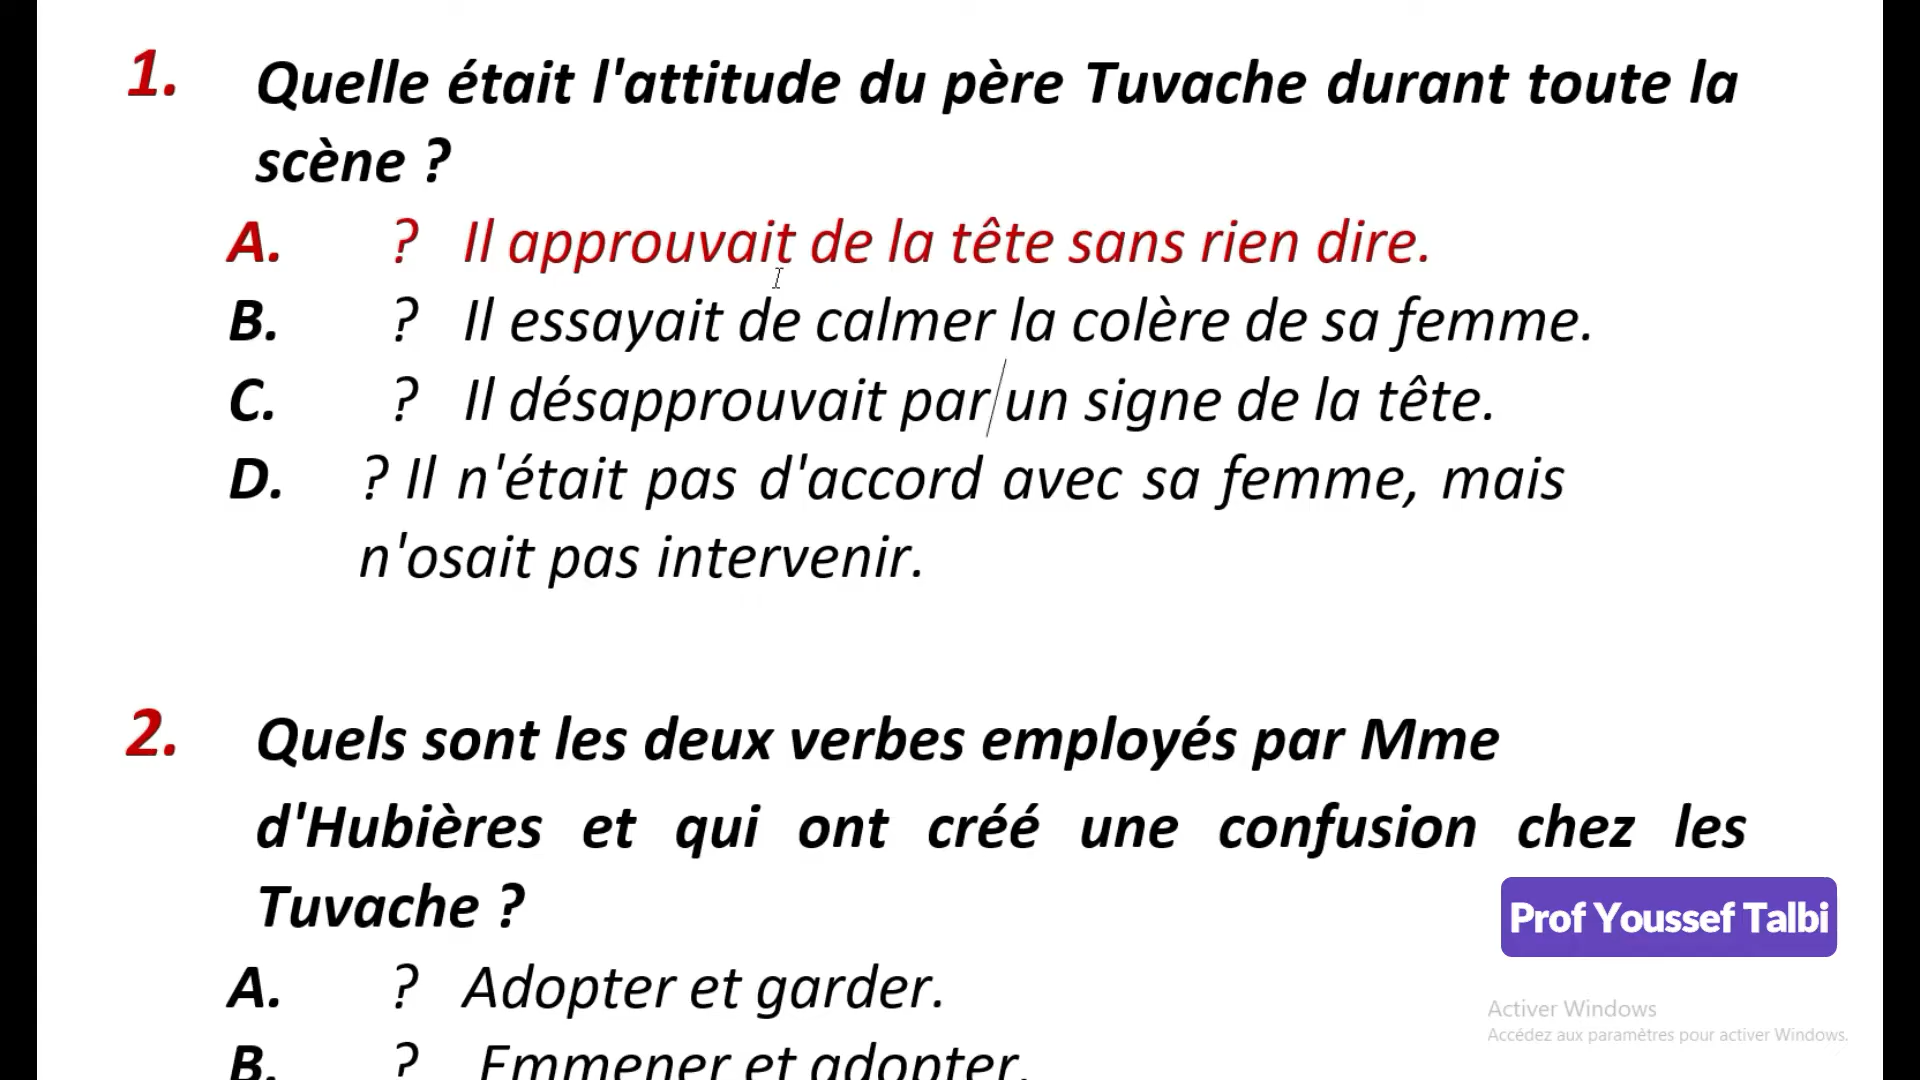 1. Quelle était l'attitude du père Tuvache durant toute la
scène ?
A. ? Il approuvait de la tête sans rien dire.
B. ? Il essayait de calmer la colère de sa femme.
C. ? Il désapprouvait par un signe de la tête.
D. ? Il n'était pas d'accord avec sa femme, mais
n'osait pas intervenir.
2. Quels sont les deux verbes employés par Mme
d'Hubières et qui ont créé une confusion chez les
Tuvache ?
Prof Youssef Talbi
A. ? Adopter et garder.
Activer Windows
Accédez aux paramètres pour activer Windows.
B. ? Emmener et adopter.